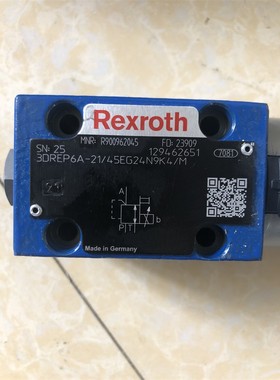 Rexroth
MNR: R900962045 FD: 23909
SN: 25 129462651 7081
3DREP6A-21/45EG24N9K4/M
A
b
P T
Made in Germany